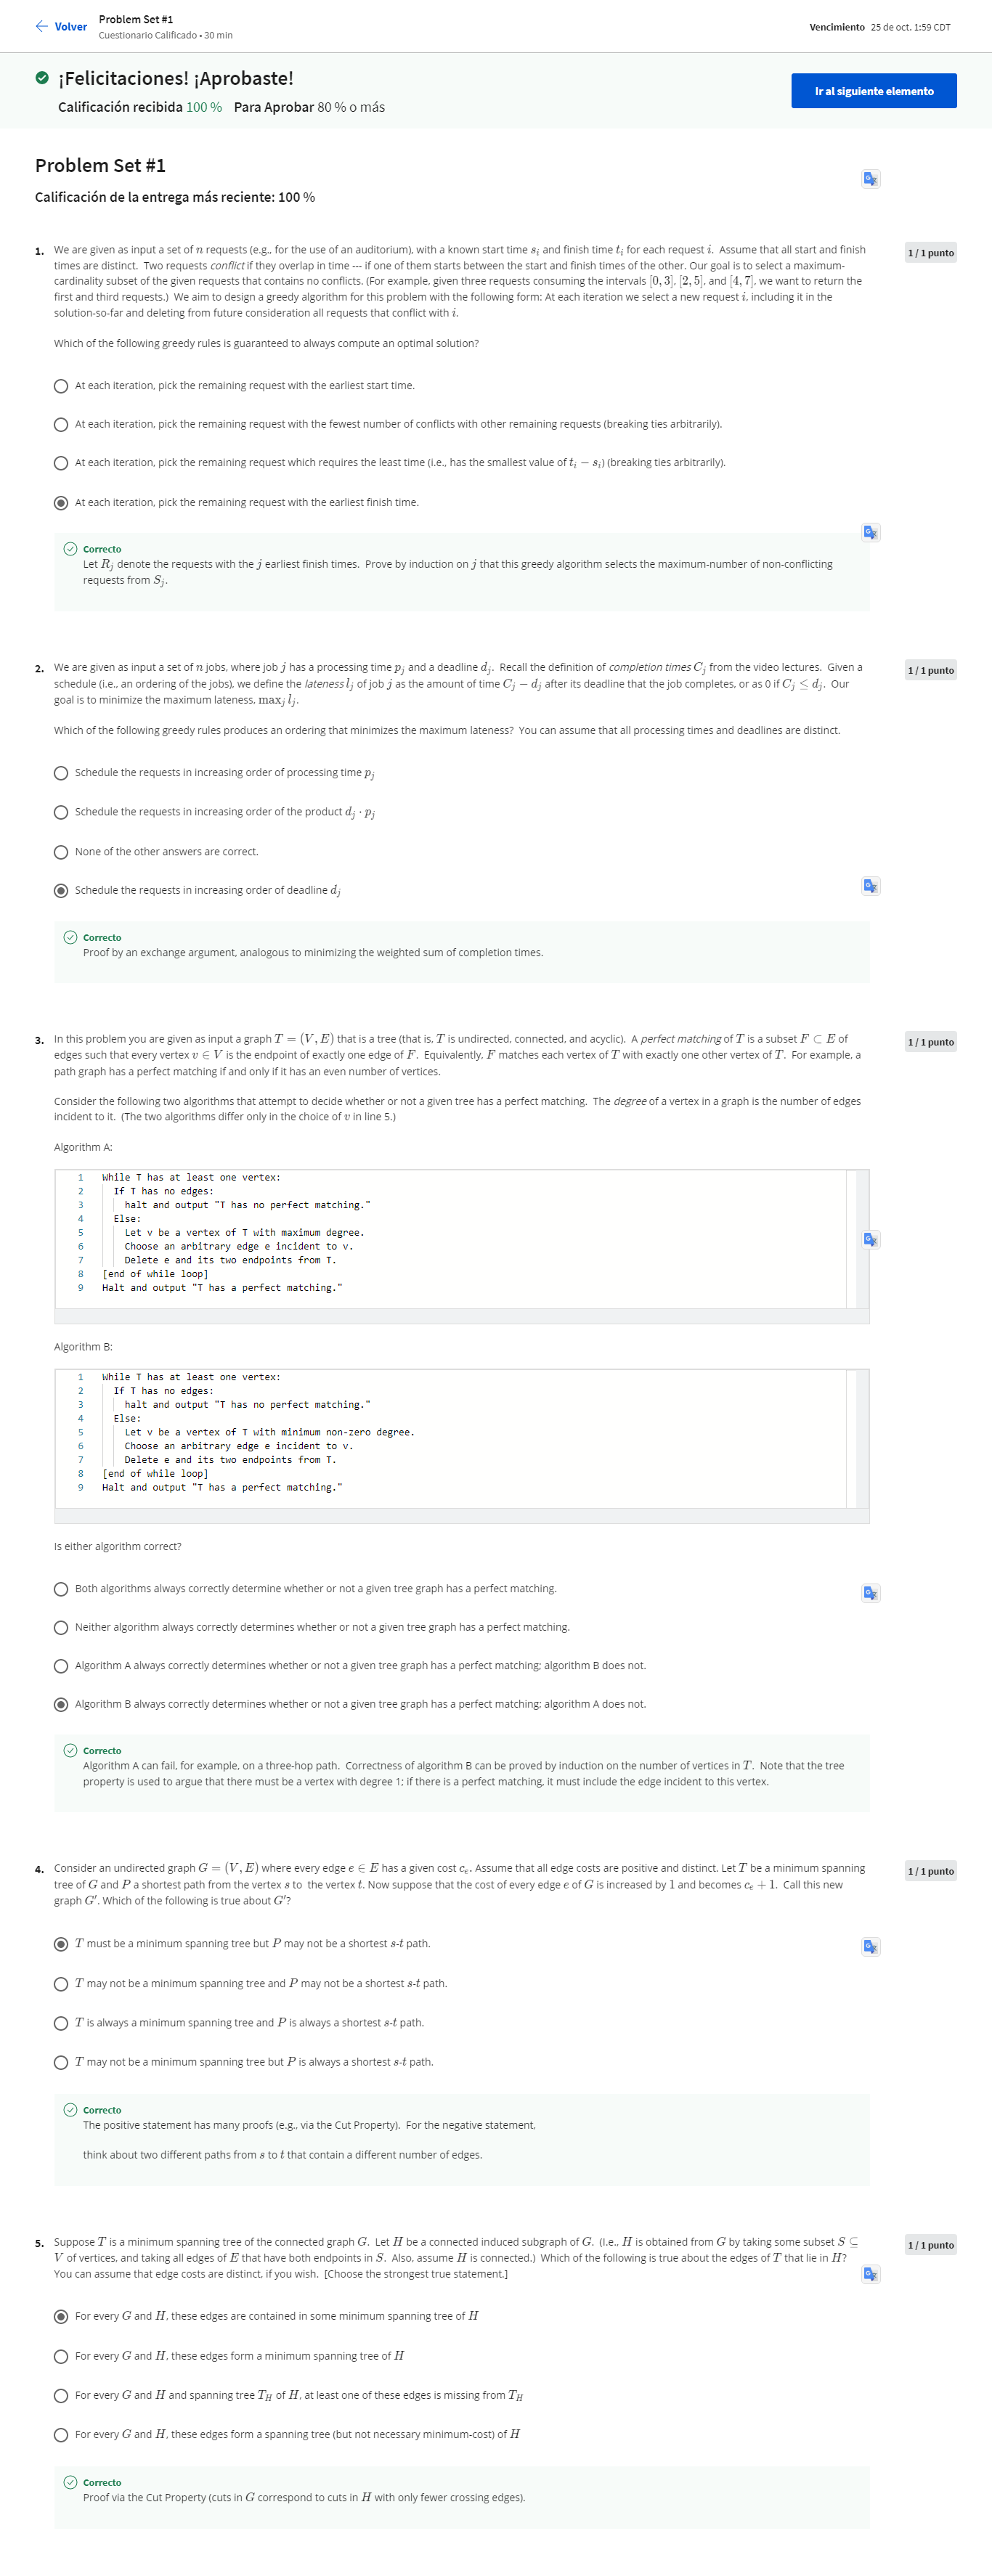 Volver
Problem Set #1
Cuestionario Calificado • 30 min
Vencimiento 25 de oct. 1:59 CDT
¡Felicitaciones! ¡Aprobaste!
Calificación recibida 100 % Para Aprobar 80 % o más
Ir al siguiente elemento
Problem Set #1
Calificación de la entrega más reciente: 100 %
1. We are given as input a set of n requests (e.g., for the use of an auditorium), with a known start time s_i and finish time t_i for each request i. Assume that all start and finish
1 / 1 punto
times are distinct. Two requests conflict if they overlap in time --- if one of them starts between the start and finish times of the other. Our goal is to select a maximum-
cardinality subset of the given requests that contains no conflicts. (For example, given three requests consuming the intervals [0, 3], [2, 5], and [4, 7], we want to return the
first and third requests.) We aim to design a greedy algorithm for this problem with the following form: At each iteration we select a new request i, including it in the
solution-so-far and deleting from future consideration all requests that conflict with i.
Which of the following greedy rules is guaranteed to always compute an optimal solution?
At each iteration, pick the remaining request with the earliest start time.
At each iteration, pick the remaining request with the fewest number of conflicts with other remaining requests (breaking ties arbitrarily).
At each iteration, pick the remaining request which requires the least time (i.e., has the smallest value of t_i − s_i) (breaking ties arbitrarily).
At each iteration, pick the remaining request with the earliest finish time.
Correcto
Let R_j denote the requests with the j earliest finish times. Prove by induction on j that this greedy algorithm selects the maximum-number of non-conflicting
requests from S_j.
2. We are given as input a set of n jobs, where job j has a processing time p_j and a deadline d_j. Recall the definition of completion times C_j from the video lectures. Given a
1 / 1 punto
schedule (i.e., an ordering of the jobs), we define the lateness l_j of job j as the amount of time C_j − d_j after its deadline that the job completes, or as 0 if C_j ≤ d_j. Our
goal is to minimize the maximum lateness, max_j l_j.
Which of the following greedy rules produces an ordering that minimizes the maximum lateness? You can assume that all processing times and deadlines are distinct.
Schedule the requests in increasing order of processing time p_j
Schedule the requests in increasing order of the product d_j · p_j
None of the other answers are correct.
Schedule the requests in increasing order of deadline d_j
Correcto
Proof by an exchange argument, analogous to minimizing the weighted sum of completion times.
3. In this problem you are given as input a graph T = (V, E) that is a tree (that is, T is undirected, connected, and acyclic). A perfect matching of T is a subset F ⊂ E of
1 / 1 punto
edges such that every vertex v ∈ V is the endpoint of exactly one edge of F. Equivalently, F matches each vertex of T with exactly one other vertex of T. For example, a
path graph has a perfect matching if and only if it has an even number of vertices.
Consider the following two algorithms that attempt to decide whether or not a given tree has a perfect matching. The degree of a vertex in a graph is the number of edges
incident to it. (The two algorithms differ only in the choice of v in line 5.)
Algorithm A:
1 While T has at least one vertex:
2 If T has no edges:
3 halt and output "T has no perfect matching."
4 Else:
5 Let v be a vertex of T with maximum degree.
6 Choose an arbitrary edge e incident to v.
7 Delete e and its two endpoints from T.
8 [end of while loop]
9 Halt and output "T has a perfect matching."
Algorithm B:
1 While T has at least one vertex:
2 If T has no edges:
3 halt and output "T has no perfect matching."
4 Else:
5 Let v be a vertex of T with minimum non-zero degree.
6 Choose an arbitrary edge e incident to v.
7 Delete e and its two endpoints from T.
8 [end of while loop]
9 Halt and output "T has a perfect matching."
Is either algorithm correct?
Both algorithms always correctly determine whether or not a given tree graph has a perfect matching.
Neither algorithm always correctly determines whether or not a given tree graph has a perfect matching.
Algorithm A always correctly determines whether or not a given tree graph has a perfect matching; algorithm B does not.
Algorithm B always correctly determines whether or not a given tree graph has a perfect matching; algorithm A does not.
Correcto
Algorithm A can fail, for example, on a three-hop path. Correctness of algorithm B can be proved by induction on the number of vertices in T. Note that the tree
property is used to argue that there must be a vertex with degree 1; if there is a perfect matching, it must include the edge incident to this vertex.
4. Consider an undirected graph G = (V, E) where every edge e ∈ E has a given cost c_e. Assume that all edge costs are positive and distinct. Let T be a minimum spanning
1 / 1 punto
tree of G and P a shortest path from the vertex s to the vertex t. Now suppose that the cost of every edge e of G is increased by 1 and becomes c_e + 1. Call this new
graph G′. Which of the following is true about G′?
T must be a minimum spanning tree but P may not be a shortest s-t path.
T may not be a minimum spanning tree and P may not be a shortest s-t path.
T is always a minimum spanning tree and P is always a shortest s-t path.
T may not be a minimum spanning tree but P is always a shortest s-t path.
Correcto
The positive statement has many proofs (e.g., via the Cut Property). For the negative statement,
think about two different paths from s to t that contain a different number of edges.
5. Suppose T is a minimum spanning tree of the connected graph G. Let H be a connected induced subgraph of G. (I.e., H is obtained from G by taking some subset S ⊆
1 / 1 punto
V of vertices, and taking all edges of E that have both endpoints in S. Also, assume H is connected.) Which of the following is true about the edges of T that lie in H?
You can assume that edge costs are distinct, if you wish. [Choose the strongest true statement.]
For every G and H, these edges are contained in some minimum spanning tree of H
For every G and H, these edges form a minimum spanning tree of H
For every G and H and spanning tree T_H of H, at least one of these edges is missing from T_H
For every G and H, these edges form a spanning tree (but not necessary minimum-cost) of H
Correcto
Proof via the Cut Property (cuts in G correspond to cuts in H with only fewer crossing edges).